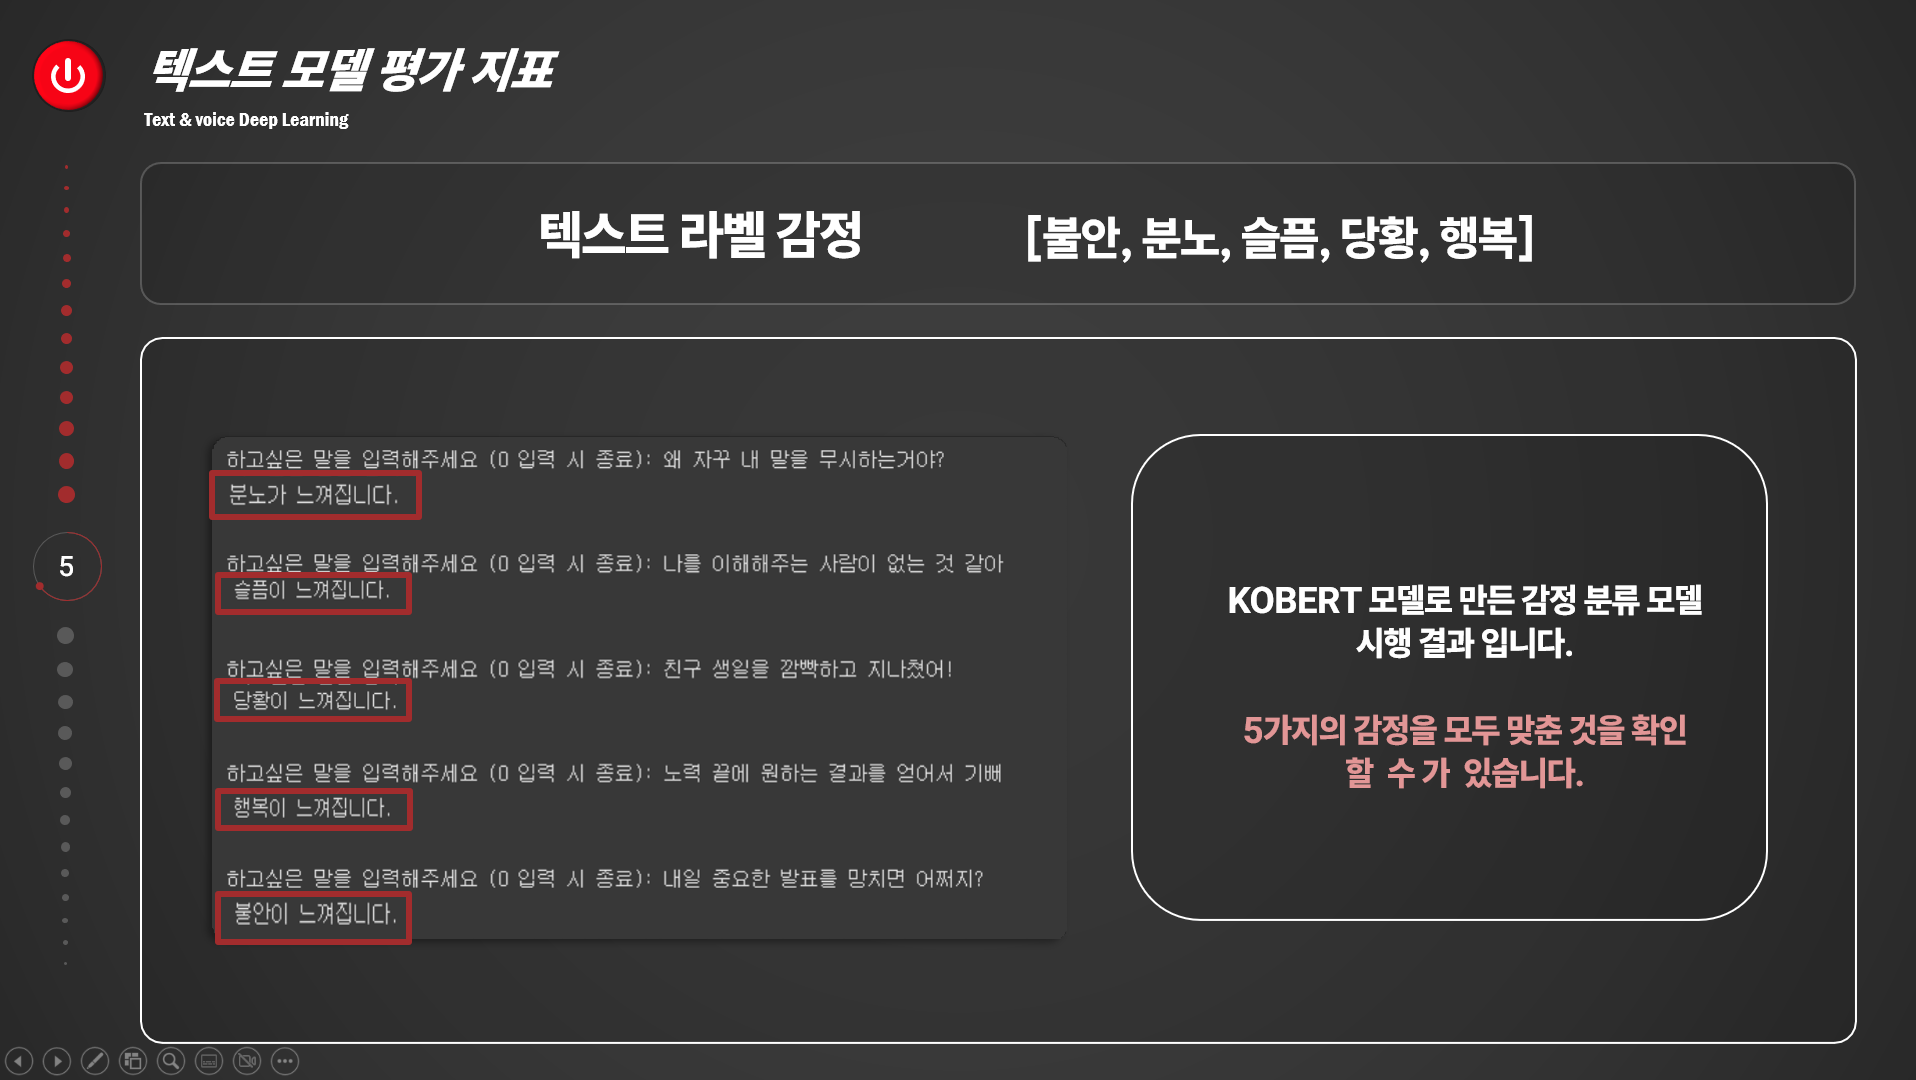 텍스트 모델 평가 지표
Text & voice Deep Learning
텍스트 라벨 감정 [불안, 분노, 슬픔, 당황, 행복]
하고싶은 말을 입력해주세요 (0 입력 시 종료): 왜 자꾸 내 말을 무시하는거야?
분노가 느껴집니다.
하고싶은 말을 입력해주세요 (0 입력 시 종료): 나를 이해해주는 사람이 없는 것 같아
슬픔이 느껴집니다.
하고싶은 말을 입력해주세요 (0 입력 시 종료): 친구 생일을 깜빡하고 지나쳤어!
당황이 느껴집니다.
하고싶은 말을 입력해주세요 (0 입력 시 종료): 노력 끝에 원하는 결과를 얻어서 기뻐
행복이 느껴집니다.
하고싶은 말을 입력해주세요 (0 입력 시 종료): 내일 중요한 발표를 망치면 어쩌지?
불안이 느껴집니다.
KOBERT 모델로 만든 감정 분류 모델
시행 결과 입니다.
5가지의 감정을 모두 맞춘 것을 확인
할 수 가 있습니다.
5